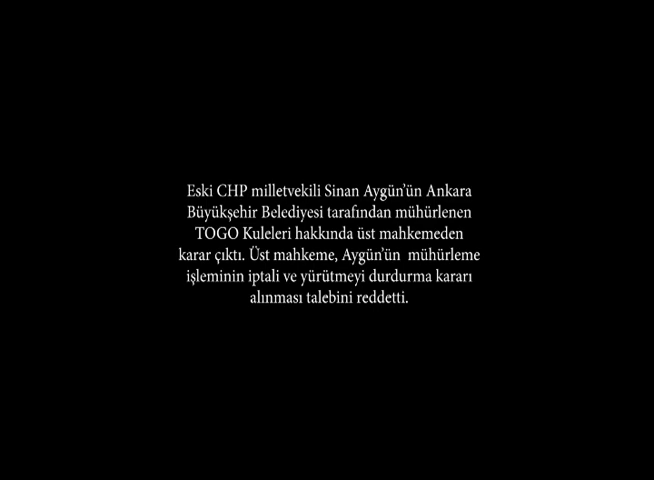 Eski CHP milletvekili Sinan Aygün’ün Ankara
Büyükşehir Belediyesi tarafından mühürlenen
TOGO Kuleleri hakkında üst mahkemeden
karar çıktı. Üst mahkeme, Aygün’ün  mühürleme
işleminin iptali ve yürütmeyi durdurma kararı
alınması talebini reddetti.